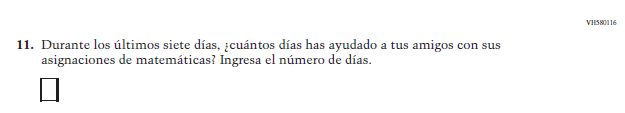 VH580116
11. Durante los últimos siete días, ¿cuántos días has ayudado a tus amigos con sus
asignaciones de matemáticas? Ingresa el número de días.